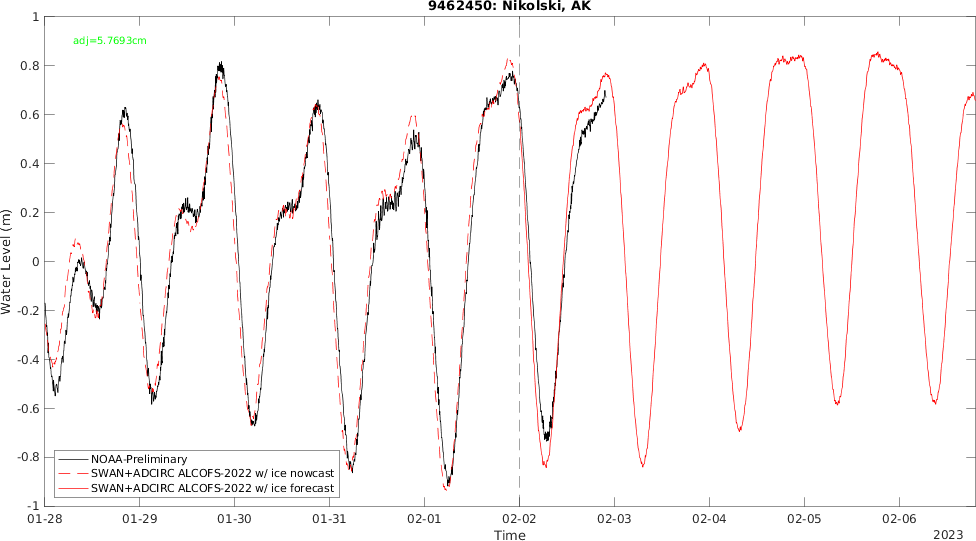 9462450: Nikolski, AK
adj=5.7693cm
Water Level (m)
1
0.8
0.6
0.4
0.2
0
-0.2
-0.4
-0.6
-0.8
-1
NOAA-Preliminary
SWAN+ADCIRC ALCOFS-2022 w/ ice nowcast
SWAN+ADCIRC ALCOFS-2022 w/ ice forecast
01-28 01-29 01-30 01-31 02-01 02-02 02-03 02-04 02-05 02-06
Time
2023